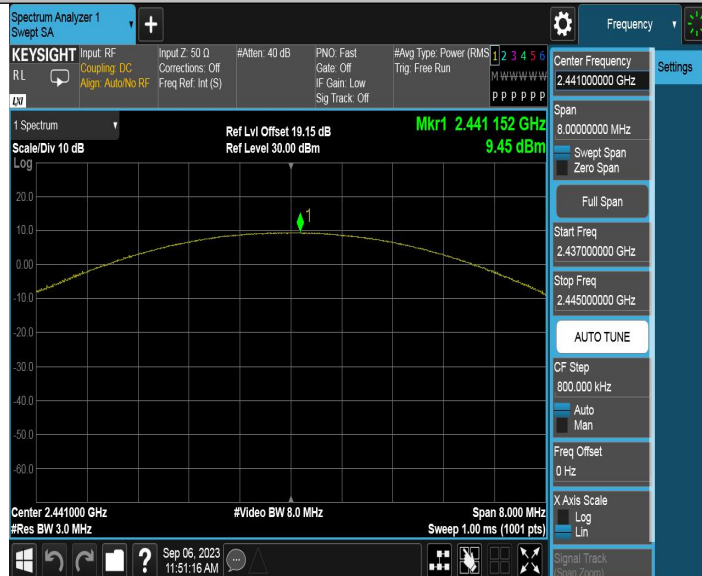 Spectrum Analyzer 1
Swept SA
Frequency
KEYSIGHT
RL
LXI
Input: RF
Coupling: DC
Align: Auto/No RF
Input Z: 50 Ω
Corrections: Off
Freq Ref: Int (S)
#Atten: 40 dB
PNO: Fast
Gate: Off
IF Gain: Low
Sig Track: Off
#Avg Type: Power (RMS
Trig: Free Run
1 2 3 4 5 6
M W W W W W
P P P P P P
1 Spectrum
Scale/Div 10 dB
Log
Ref Lvl Offset 19.15 dB
Ref Level 30.00 dBm
Mkr1 2.441 152 GHz
9.45 dBm
1
20.0
10.0
0.00
-10.0
-20.0
-30.0
-40.0
-50.0
-60.0
Center 2.441000 GHz
#Res BW 3.0 MHz
#Video BW 8.0 MHz
Span 8.000 MHz
Sweep 1.00 ms (1001 pts)
Sep 06, 2023
11:51:16 AM
?
Center Frequency
2.441000000 GHz
Span
8.00000000 MHz
Swept Span
Zero Span
Full Span
Start Freq
2.437000000 GHz
Stop Freq
2.445000000 GHz
AUTO TUNE
CF Step
800.000 kHz
Auto
Man
Freq Offset
0 Hz
X Axis Scale
Log
Lin
Signal Track
(Span Zoom)
Settings